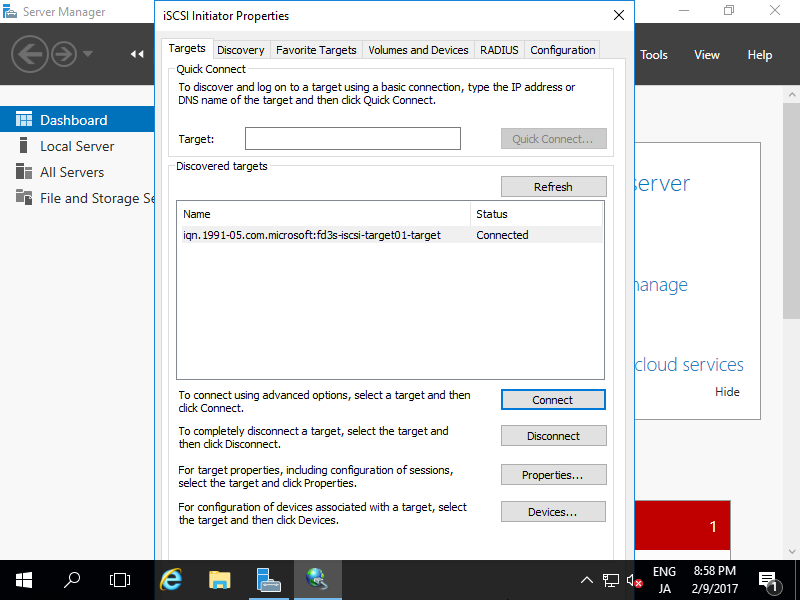 Server Manager
iSCSI Initiator Properties
Tools
View
Help
Targets
Discovery
Favorite Targets
Volumes and Devices
RADIUS
Configuration
Quick Connect
To discover and log on to a target using a basic connection, type the IP address or
DNS name of the target and then click Quick Connect.
Target:
Quick Connect...
Discovered targets
Refresh
Name
Status
iqn.1991-05.com.microsoft:fd3s-iscsi-target01-target
Connected
To connect using advanced options, select a target and then
click Connect.
Connect
To completely disconnect a target, select the target and
then click Disconnect.
Disconnect
For target properties, including configuration of sessions,
select the target and click Properties.
Properties...
For configuration of devices associated with a target, select
the target and then click Devices.
Devices...
Dashboard
Local Server
All Servers
File and Storage Se
server
manage
cloud services
Hide
1
ENG
JA
8:58 PM
2/9/2017
1